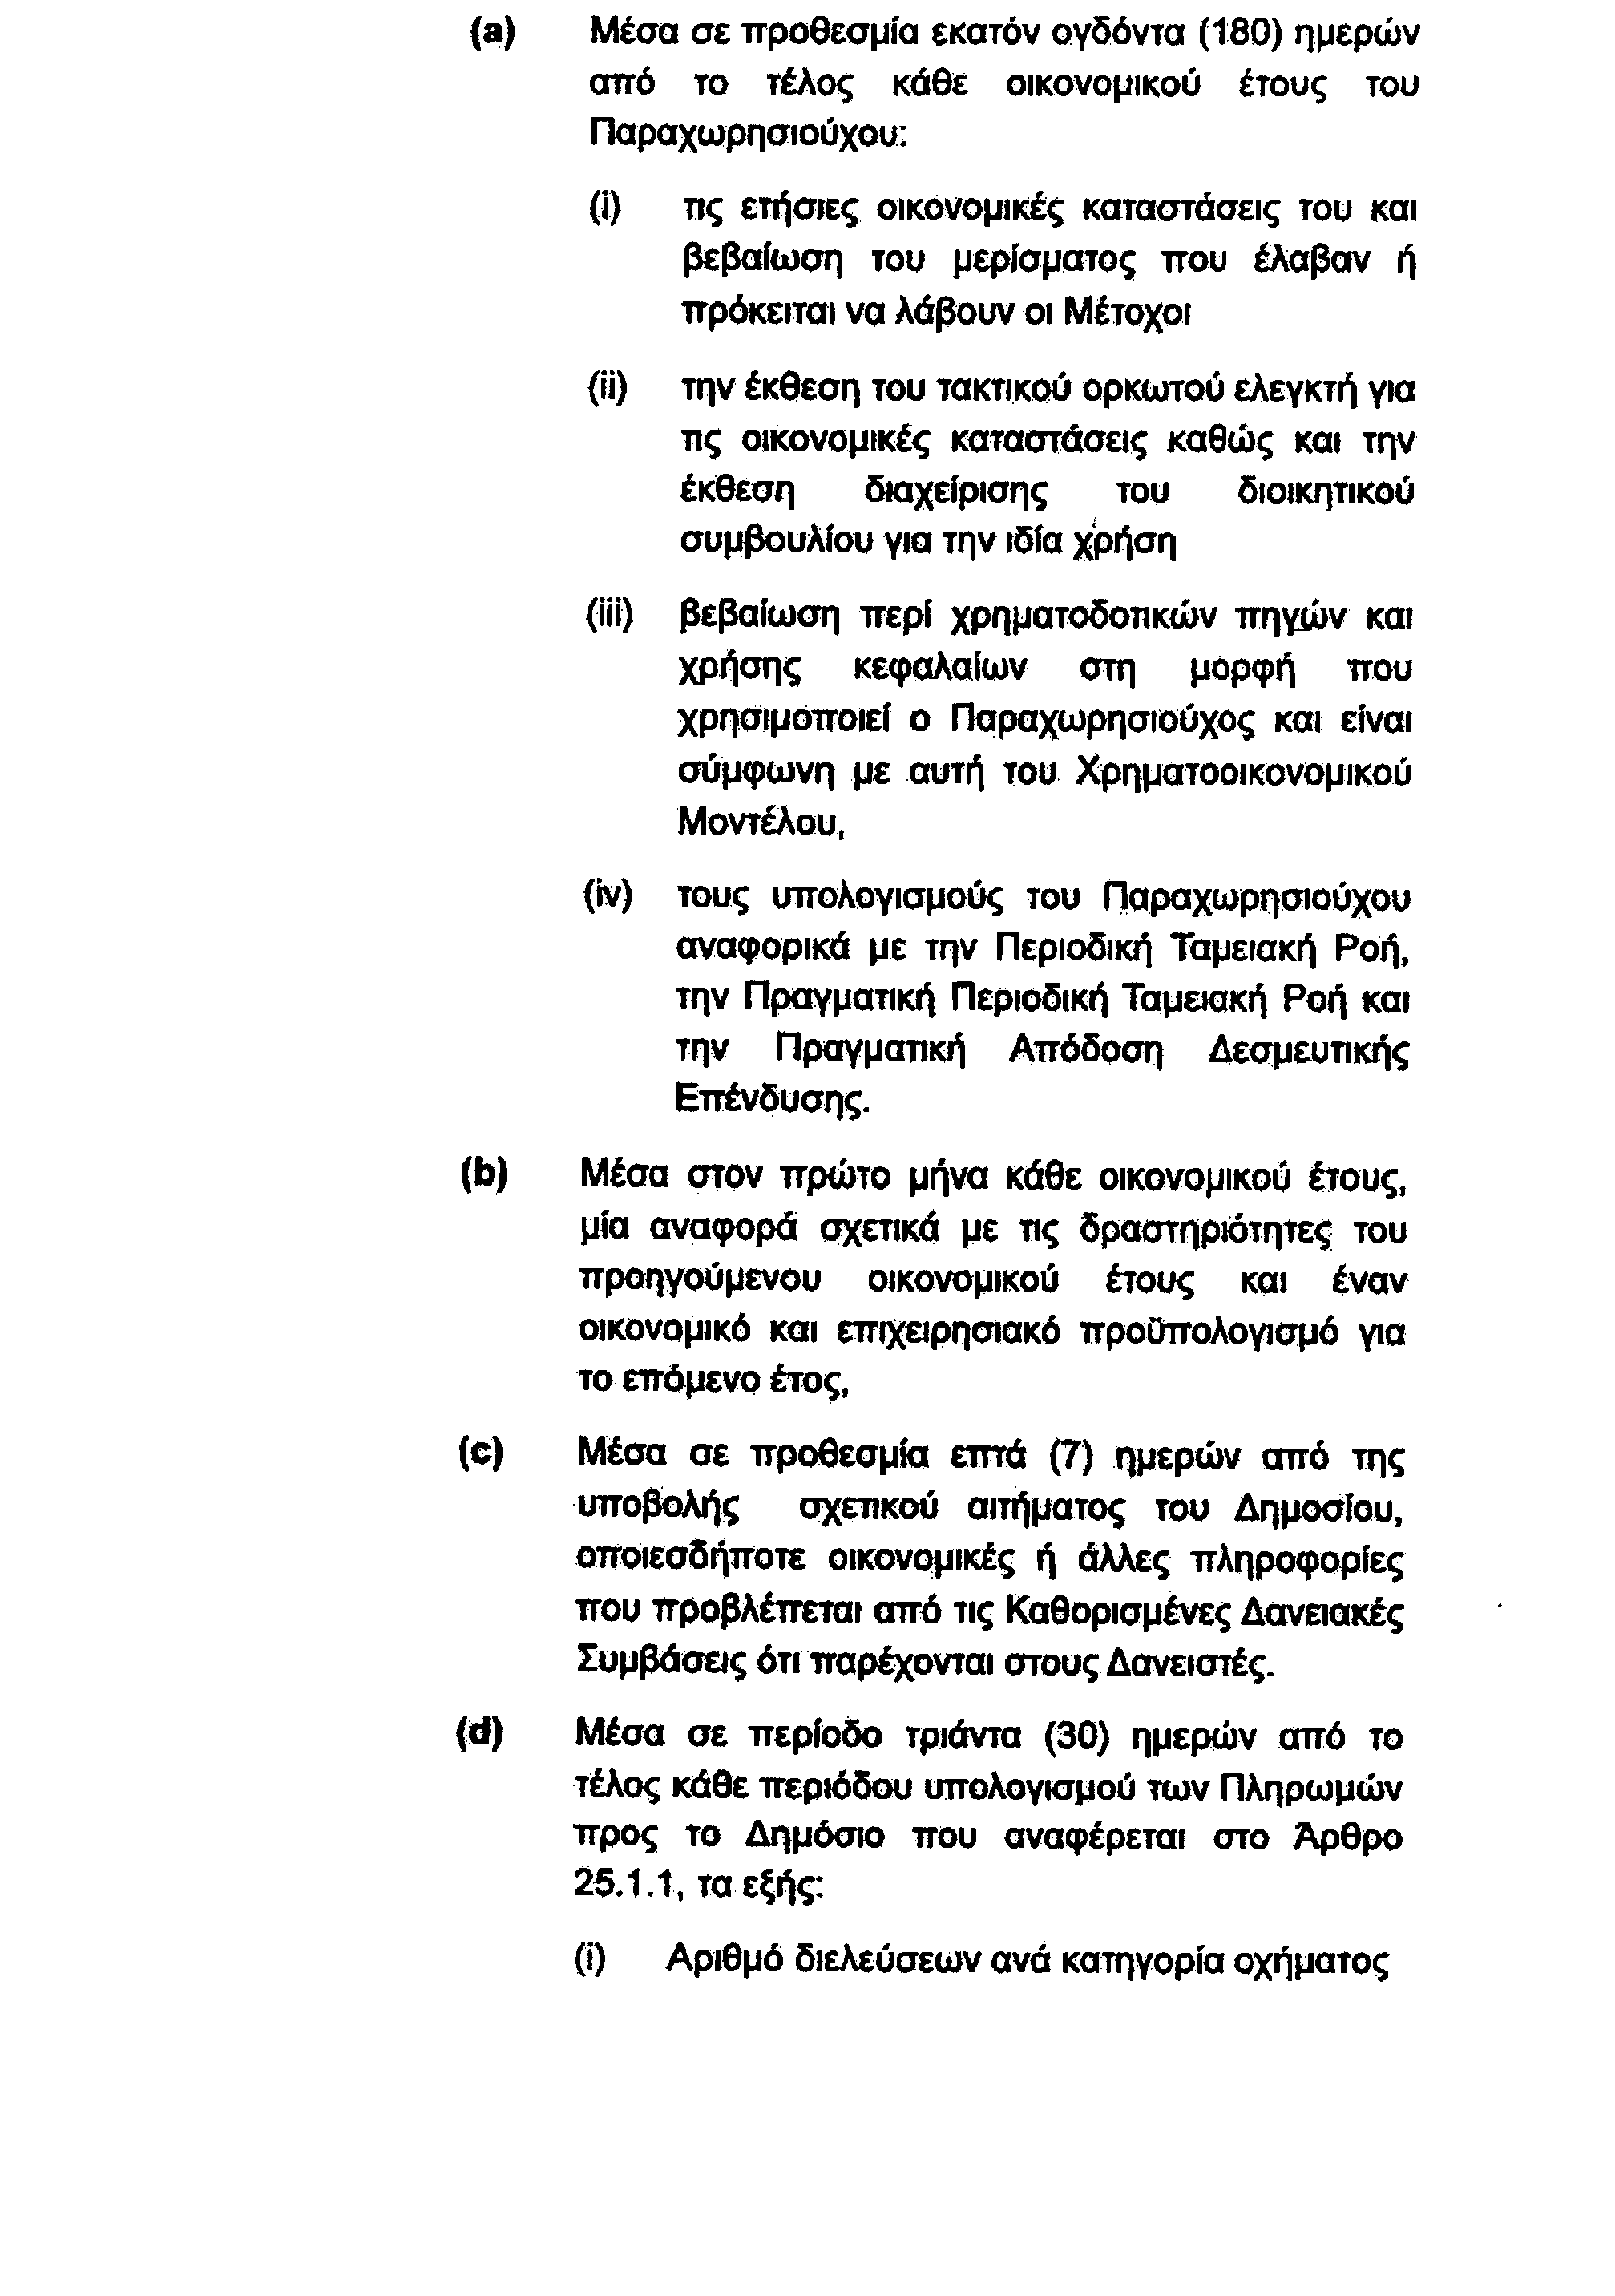 (a) Μέσα σε προθεσμία εκατόν ογδόντα (180) ημερών
από το τέλος κάθε οικονομικού έτους του
Παραχωρησιούχου:
(i) τις ετήσιες οικονομικές καταστάσεις του και
βεβαίωση του μερίσματος που έλαβαν ή
πρόκειται να λάβουν οι Μέτοχοι
(ii) την έκθεση του τακτικού ορκωτού ελεγκτή για
τις οικονομικές καταστάσεις καθώς και την
έκθεση διαχείρισης του διοικητικού
συμβουλίου για την ιδία χρήση
(iii) βεβαίωση περί χρηματοδοτικών πηγών και
χρήσης κεφαλαίων στη μορφή που
χρησιμοποιεί ο Παραχωρησιούχος και είναι
σύμφωνη με αυτή του Χρηματοοικονομικού
Μοντέλου,
(iv) τους υπολογισμούς του Παραχωρησιούχου
αναφορικά με την Περιοδική Ταμειακή Ροή,
την Πραγματική Περιοδική Ταμειακή Ροή και
την Πραγματική Απόδοση Δεσμευτικής
Επένδυσης.
(b) Μέσα στον πρώτο μήνα κάθε οικονομικού έτους,
μία αναφορά σχετικά με τις δραστηριότητες του
προηγούμενου οικονομικού έτους και έναν
οικονομικό και επιχειρησιακό προϋπολογισμό για
το επόμενο έτος,
(c) Μέσα σε προθεσμία επτά (7) ημερών από της
υποβολής σχετικού αιτήματος του Δημοσίου,
οποιεσδήποτε οικονομικές ή άλλες πληροφορίες
που προβλέπεται από τις Καθορισμένες Δανειακές
Συμβάσεις ότι παρέχονται στους Δανειστές.
(d) Μέσα σε περίοδο τριάντα (30) ημερών από το
τέλος κάθε περιόδου υπολογισμού των Πληρωμών
προς το Δημόσιο που αναφέρεται στο Άρθρο
25.1.1, τα εξής:
(i) Αριθμό διελεύσεων ανά κατηγορία οχήματος